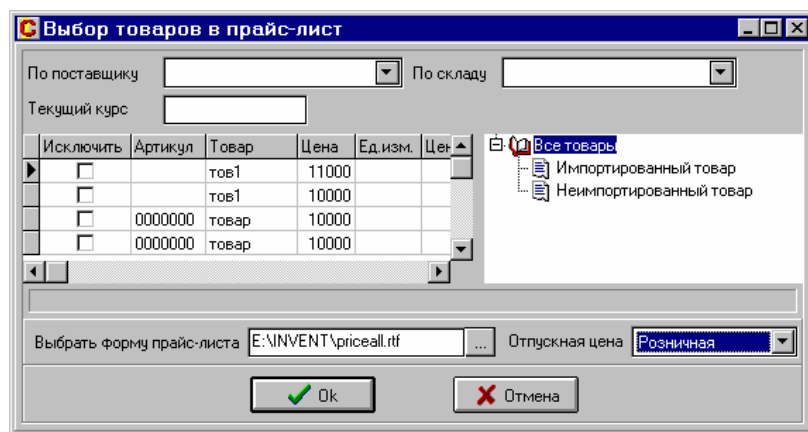 Выбор товаров в прайс-лист
По поставщику По складу
Текущий курс
Исключить Артикул Товар Цена Ед.изм. Цен
тов1 11000
тов1 10000
0000000 товар 10000
0000000 товар 10000
Все товары
Импортированный товар
Неимпортированный товар
Выбрать форму прайс-листа E:\INVENT\priceall.rtf ... Отпускная цена Розничная
Ok Отмена